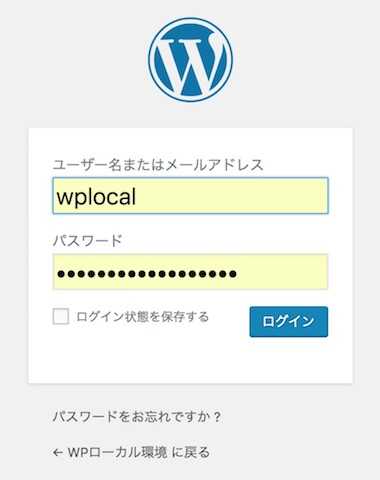 ユーザー名またはメールアドレス
wplocal
パスワード
••••••••••••••••••
ログイン状態を保存する
ログイン
パスワードをお忘れですか ?
← WPローカル環境 に戻る